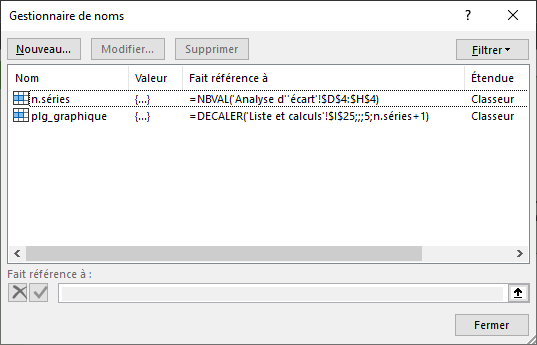 Gestionnaire de noms
Nouveau... Modifier... Supprimer Filtrer
Nom Valeur Fait référence à Étendue
n.séries {...} =NBVAL('Analyse d''écart'!$D$4:$H$4) Classeur
plg_graphique {...} =DECALER('Liste et calculs'!$I$25;;;5;n.séries+1) Classeur
Fait référence à :
Fermer